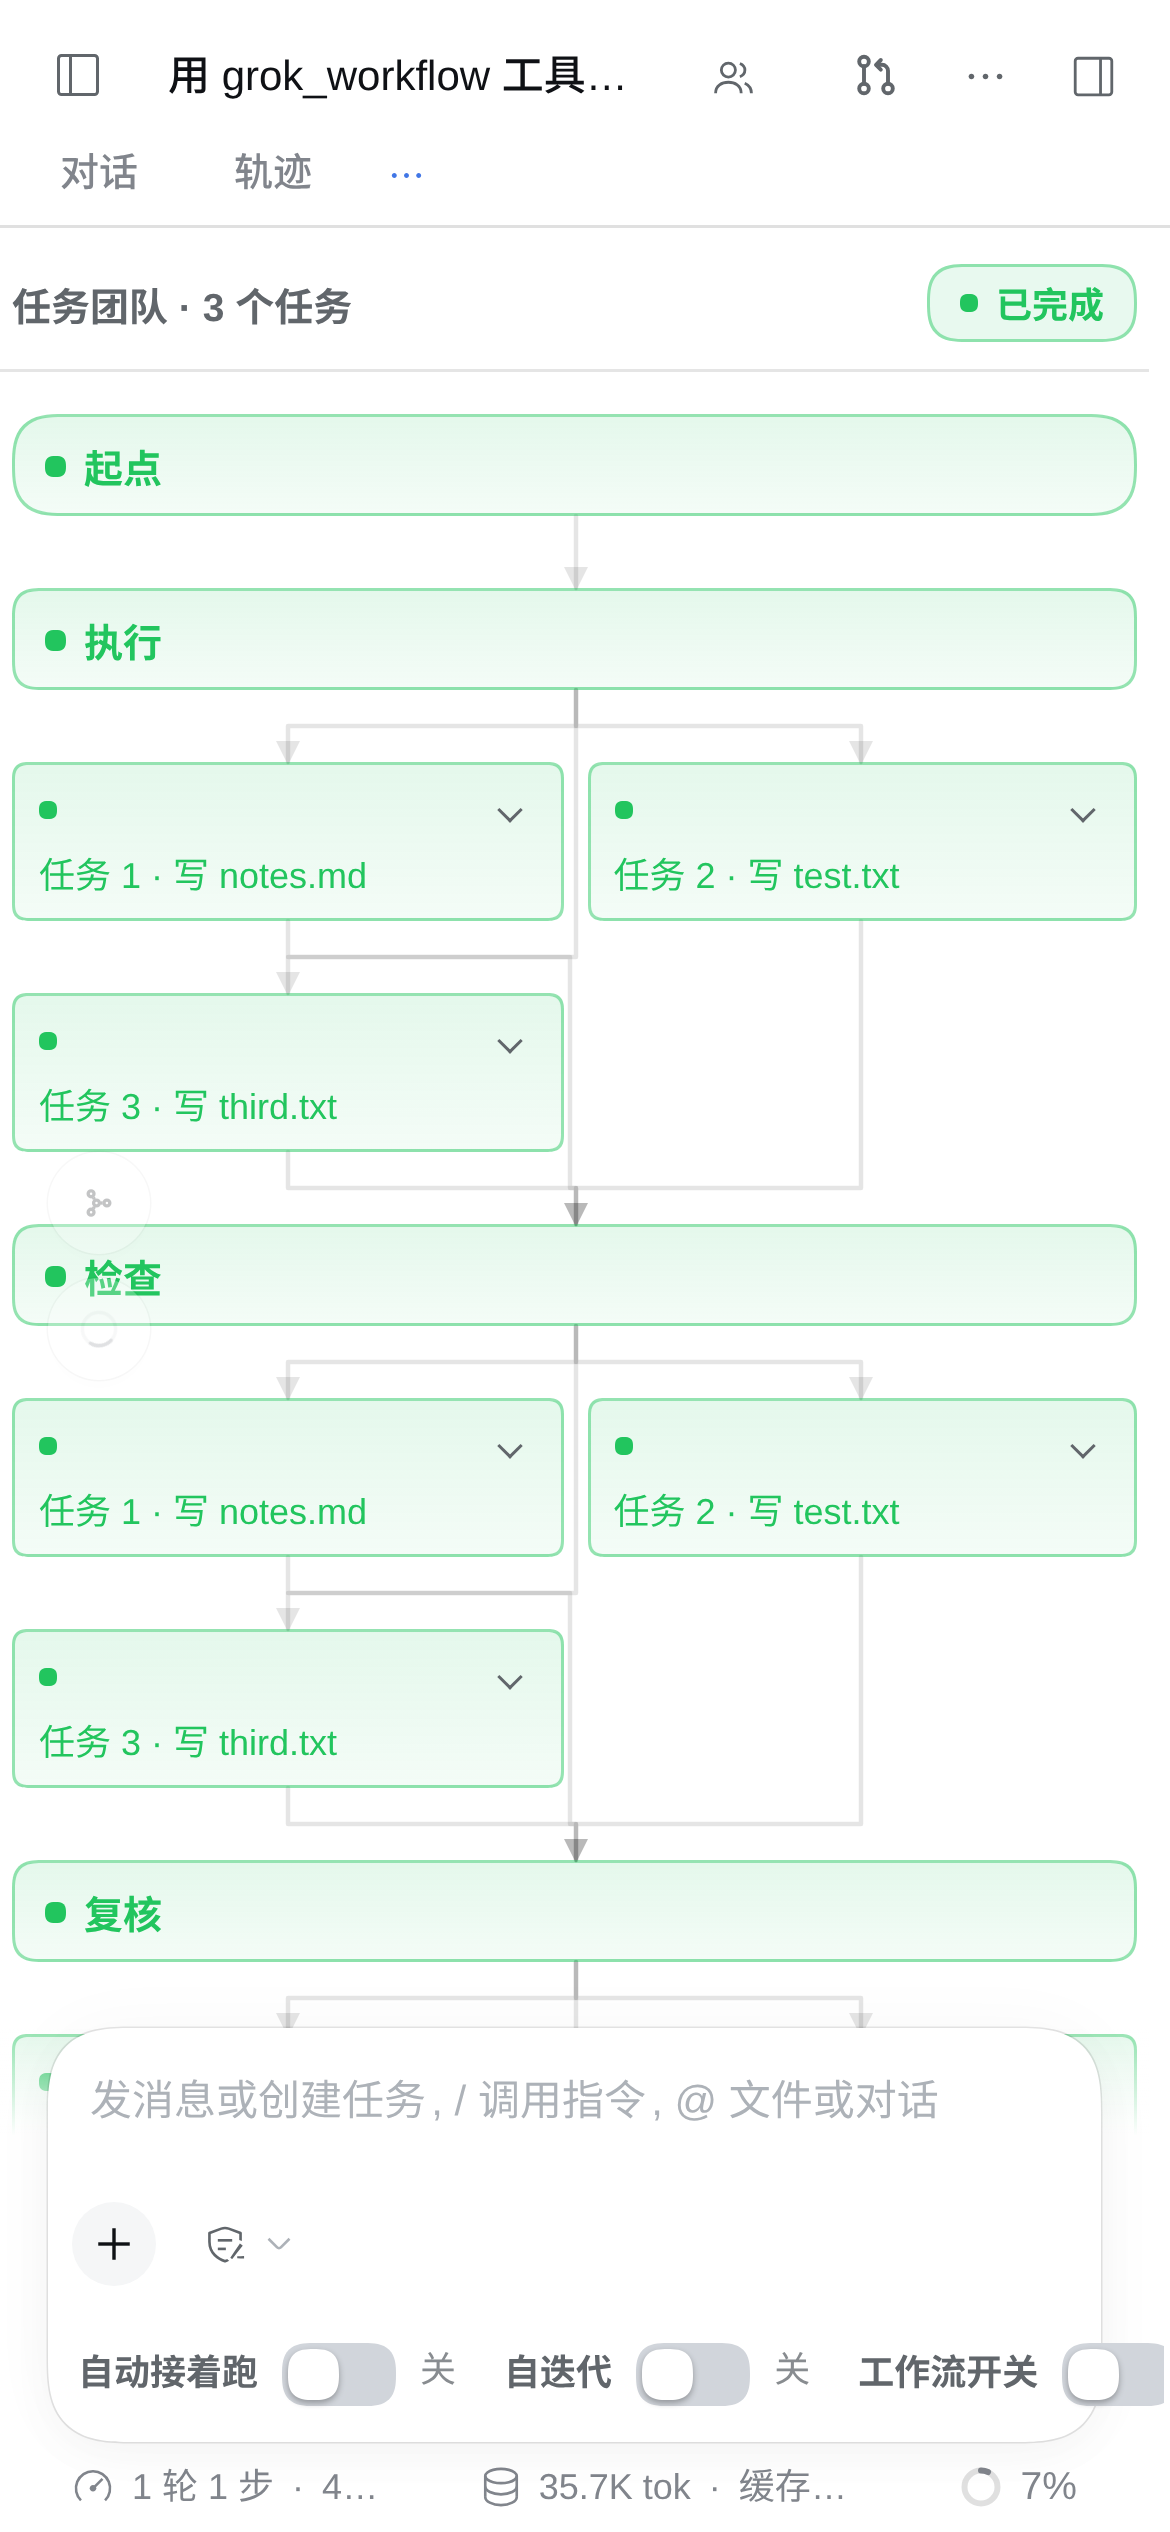 用 grok_workflow 工具...
对话 轨迹 ...
任务团队 · 3 个任务 已完成
起点
执行
任务 1 · 写 notes.md 任务 2 · 写 test.txt
任务 3 · 写 third.txt
检查
任务 1 · 写 notes.md 任务 2 · 写 test.txt
任务 3 · 写 third.txt
复核
发消息或创建任务, / 调用指令, @ 文件或对话
自动接着跑 关 自迭代 关 工作流开关
1 轮 1 步 · 4... 35.7K tok · 缓存... 7%